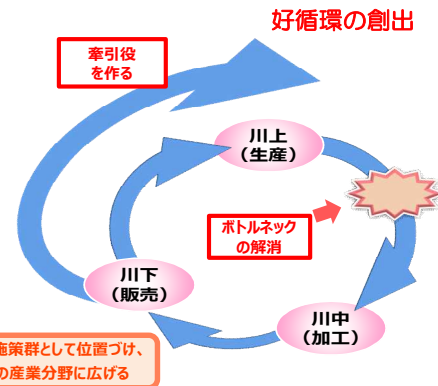 好循環の創出
牽引役
を作る
川上
（生産）
ボトルネック
の解消
川下
（販売）
川中
（加工）
施策群として位置づけ、
の産業分野に広げる